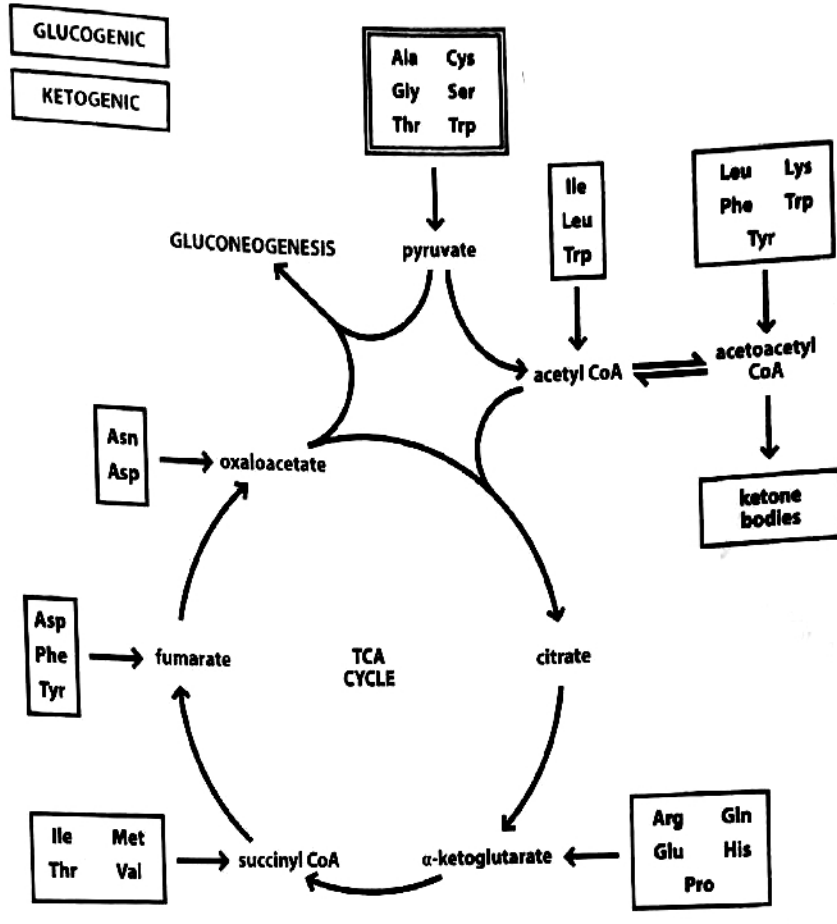 GLUCOGENIC
KETOGENIC
Ala Cys
Gly Ser
Thr Trp
Ile
Leu
Trp
Leu Lys
Phe Trp
Tyr
GLUCONEOGENESIS
pyruvate
acetyl CoA
acetoacetyl
CoA
Asn
Asp
oxaloacetate
ketone
bodies
Asp
Phe
Tyr
fumarate
TCA
CYCLE
citrate
Ile Met
Thr Val
succinyl CoA
α-ketoglutarate
Arg Gln
Glu His
Pro